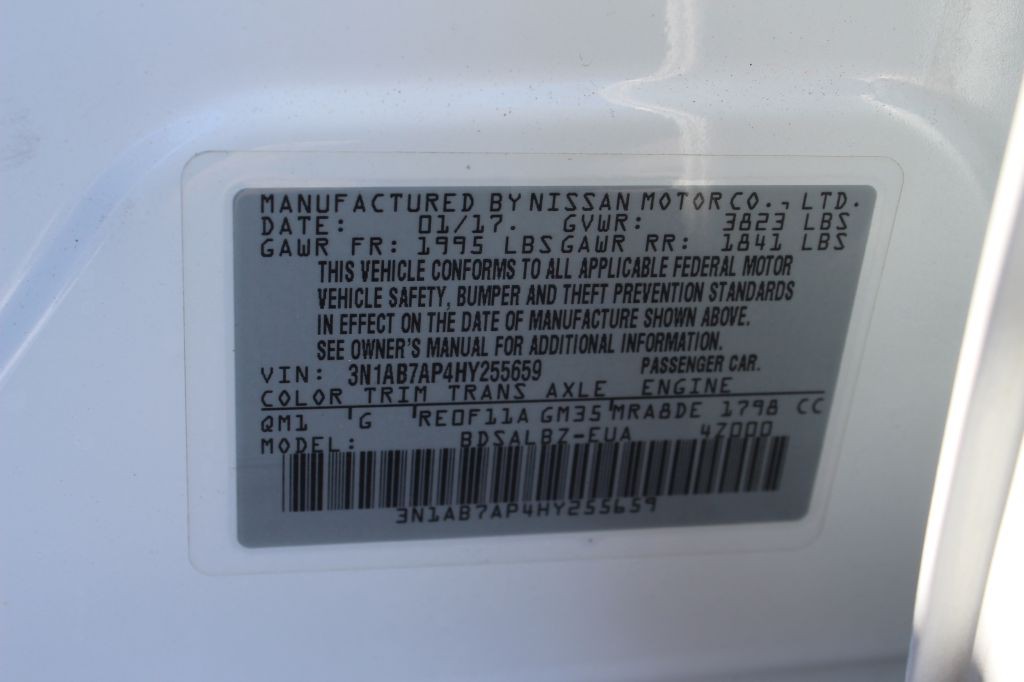 MANUFACTURED BY NISSAN MOTOR CO., LTD.
DATE: 01/17. GVWR: 3823 LBS
GAWR FR: 1995 LBS GAWR RR: 1841 LBS
THIS VEHICLE CONFORMS TO ALL APPLICABLE FEDERAL MOTOR
VEHICLE SAFETY, BUMPER AND THEFT PREVENTION STANDARDS
IN EFFECT ON THE DATE OF MANUFACTURE SHOWN ABOVE.
SEE OWNER'S MANUAL FOR ADDITIONAL INFORMATION.
VIN: 3N1AB7AP4HY255659 PASSENGER CAR.
COLOR TRIM TRANS AXLE ENGINE
QM1 G RE0F11A GM35 MRA8DE 1798 CC
MODEL: BDSALBZ-EUA 47000
3N1AB7AP4HY255659